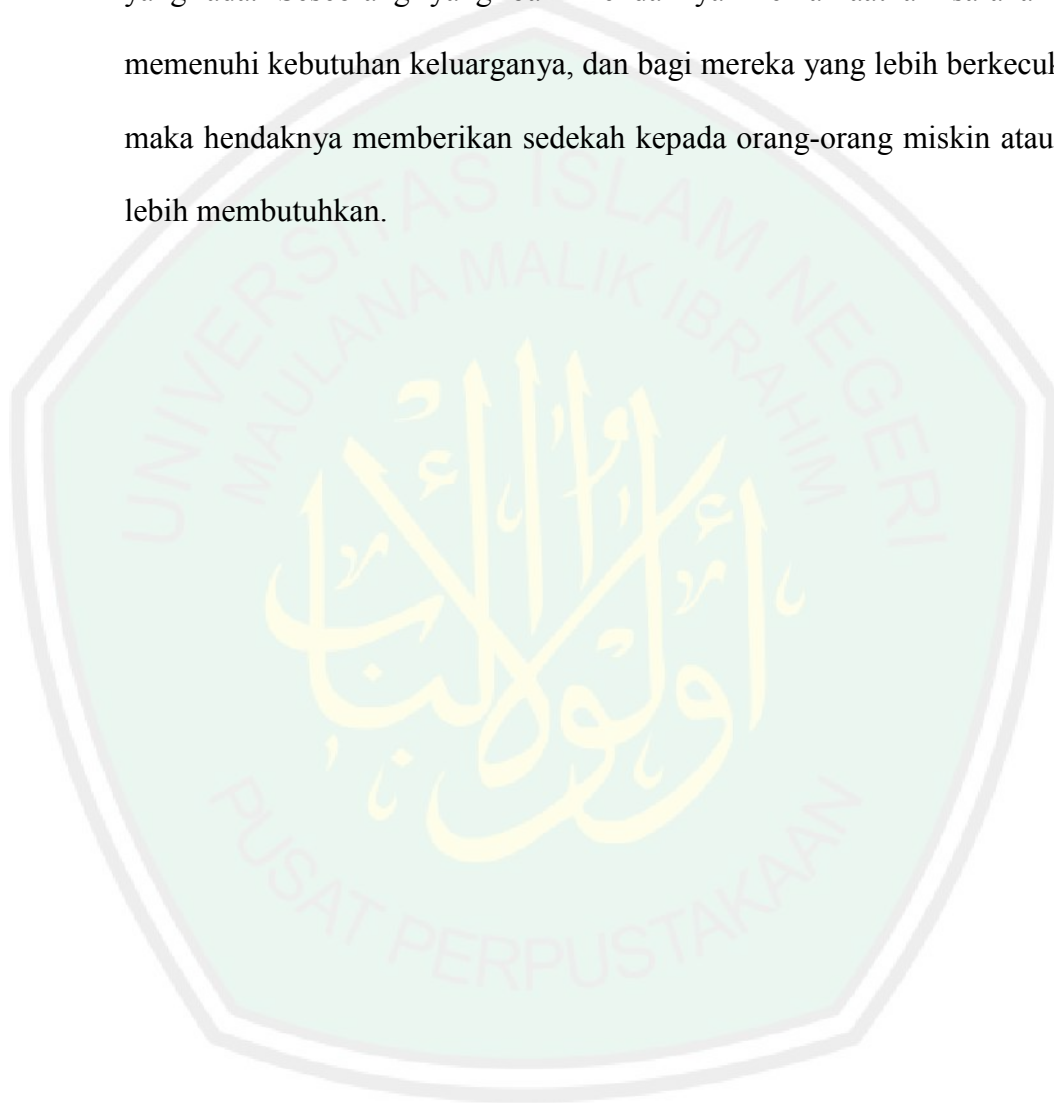 memenuhi kebutuhan keluarganya, dan bagi mereka yang lebih
maka hendaknya memberikan sedekah kepada orang-orang miskin atau
lebih membutuhkan.
UNIVERSITAS ISLAM NEGERI
MAULANA MALIK IBRAHIM
أولوا الألباب
PUSAT PERPUSTAKAAN